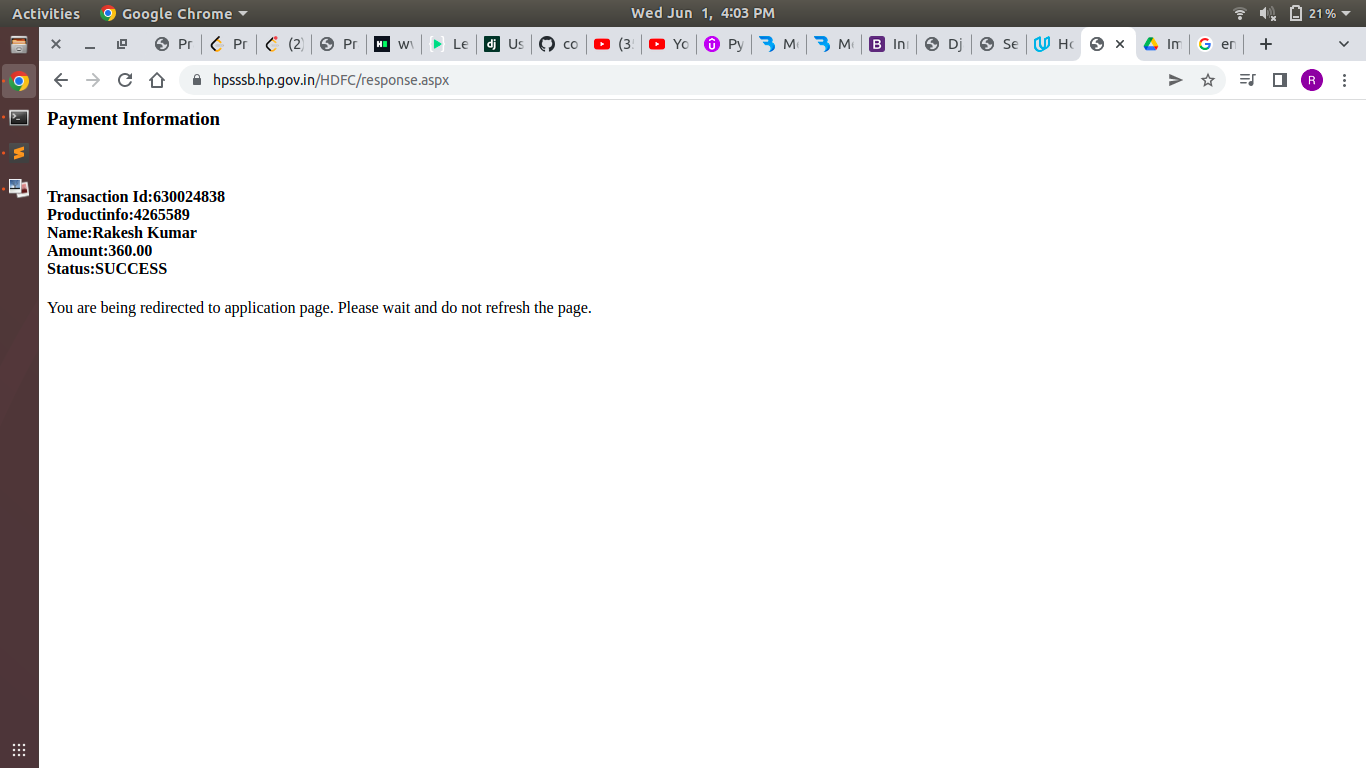 Activities Google Chrome Wed Jun 1, 4:03 PM 21%
Pr Pr (2) Pr Le Us co Yo Py In Dj Se Im
hpsssb.hp.gov.in/HDFC/response.aspx R
Payment Information
Transaction Id:630024838
Productinfo:4265589
Name:Rakesh Kumar
Amount:360.00
Status:SUCCESS
You are being redirected to application page. Please wait and do not refresh the page.